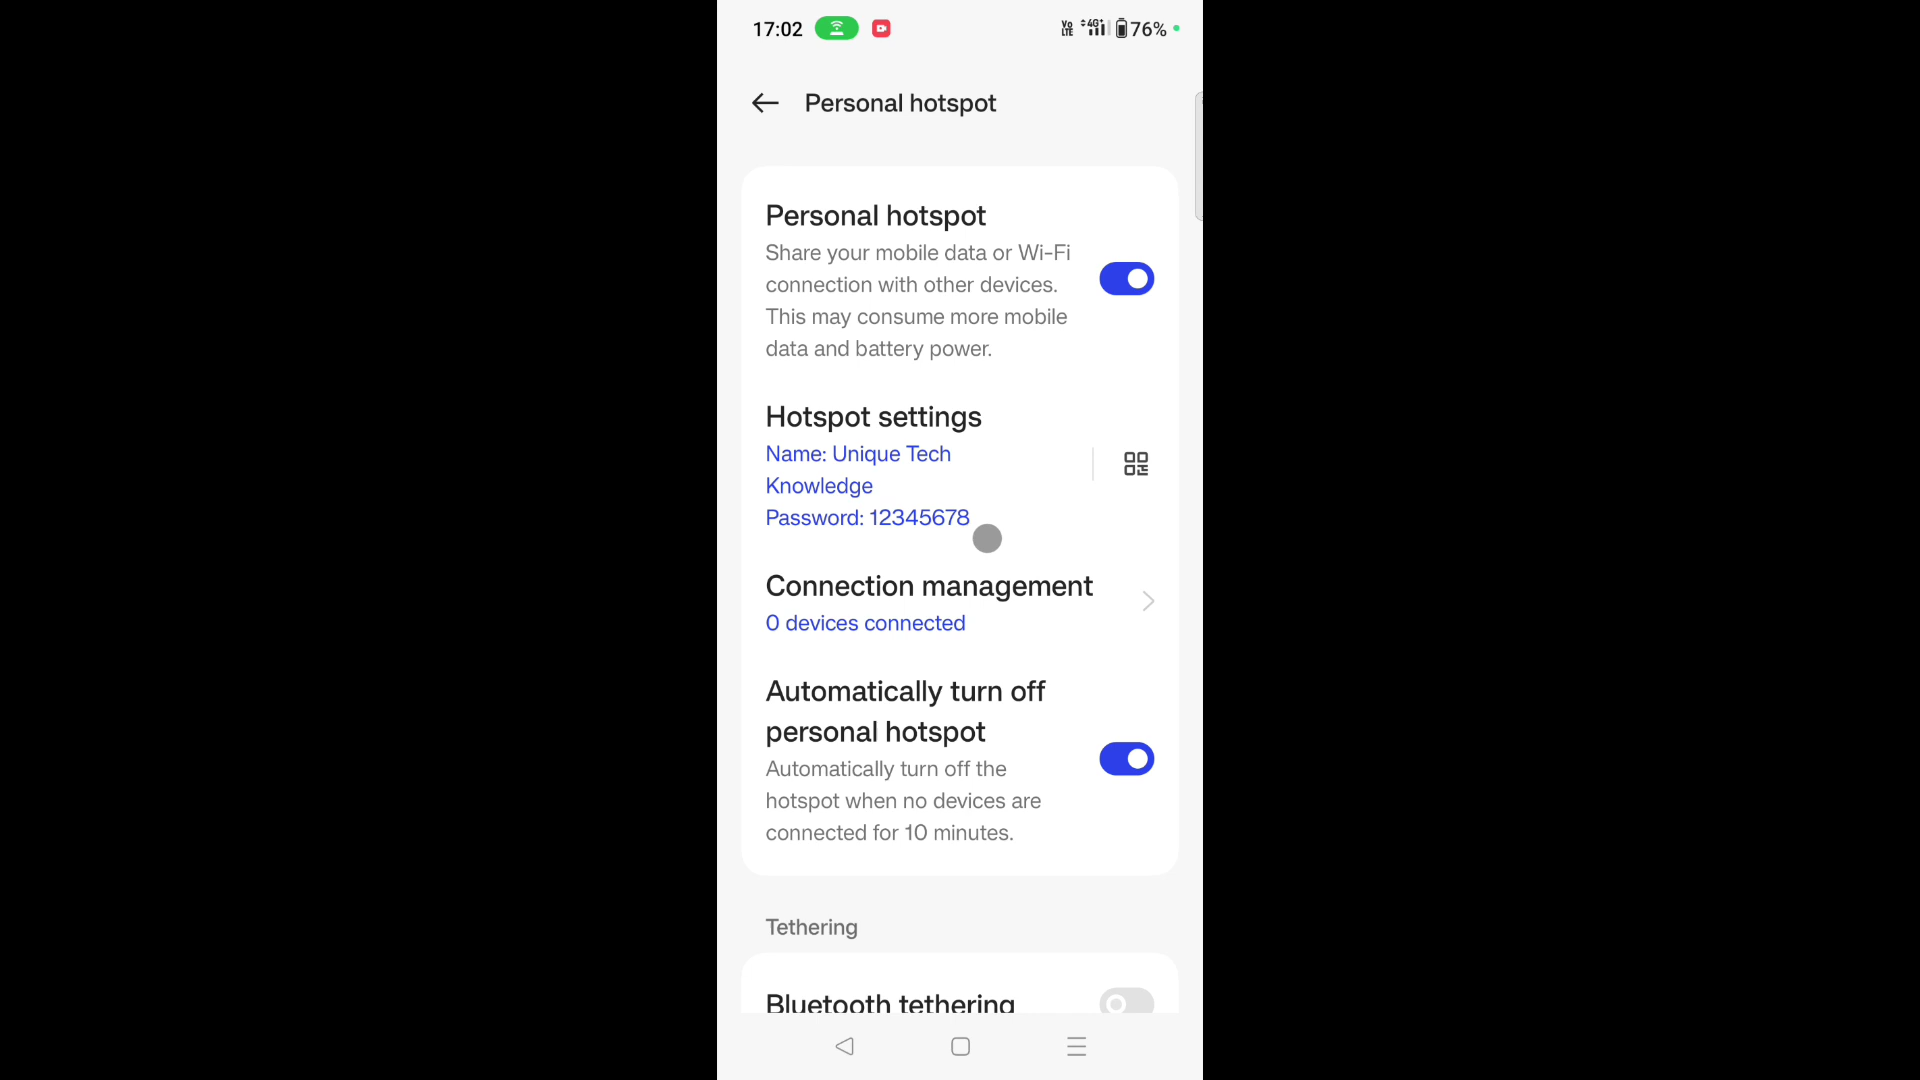 17:02
Vo LTE 4G+ 76%
Personal hotspot
Personal hotspot
Share your mobile data or Wi-Fi
connection with other devices.
This may consume more mobile
data and battery power.
Hotspot settings
Name: Unique Tech
Knowledge
Password: 12345678
Connection management
0 devices connected
Automatically turn off
personal hotspot
Automatically turn off the
hotspot when no devices are
connected for 10 minutes.
Tethering
Bluetooth tethering